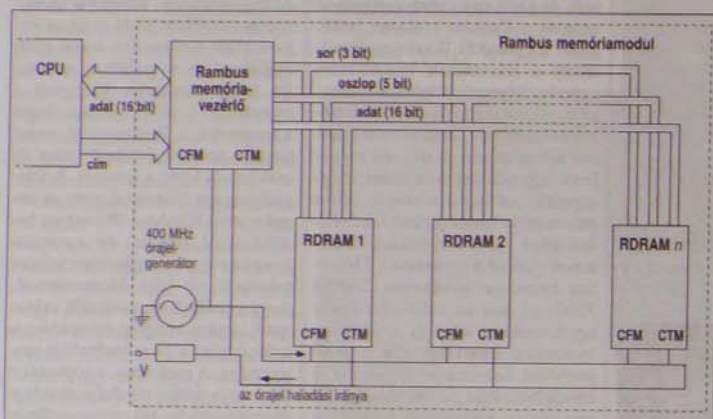 Rambus memóriamodul
CPU
adat (16 bit)
cím
Rambus
memória-
vezérlő
CFM CTM
sor (3 bit)
oszlop (5 bit)
adat (16 bit)
400 MHz
órajel-
generátor
V
RDRAM 1
CFM CTM
RDRAM 2
CFM CTM
RDRAM n
CFM CTM
az órajel haladási iránya